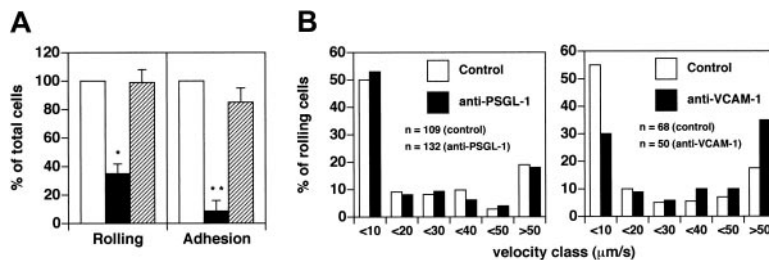 A
% of total cells
120
100
80
60
40
20
0
*
**
Rolling
Adhesion
B
% of rolling cells
60
50
40
30
20
10
0
Control
anti-PSGL-1
n = 109 (control)
n = 132 (anti-PSGL-1)
<10 <20 <30 <40 <50 >50
60
50
40
30
20
10
0
Control
anti-VCAM-1
n = 68 (control)
n = 50 (anti-VCAM-1)
<10 <20 <30 <40 <50 >50
velocity class (μm/s)